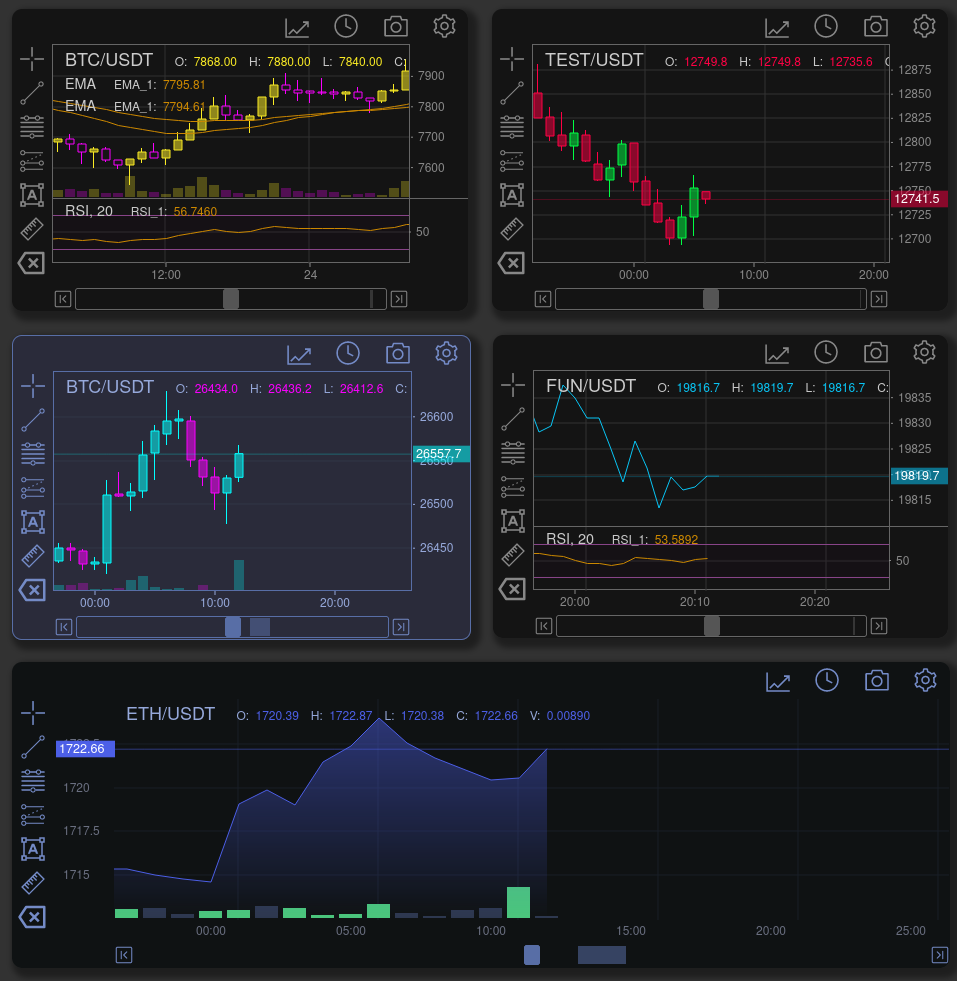 BTC/USDT O: 7868.00 H: 7880.00 L: 7840.00 C:
EMA EMA_1: 7795.81
EMA EMA_1: 7794.61
7900
7800
7700
7600
A
RSI, 20 RSI_1: 56.7460
50
12:00 24
TEST/USDT O: 12749.8 H: 12749.8 L: 12735.6
12875
12850
12825
12800
12775
12750
12741.5
12725
12700
A
00:00 10:00 20:00
BTC/USDT O: 26434.0 H: 26436.2 L: 26412.6 C:
26600
26557.7
26550
26500
26450
A
00:00 10:00 20:00
FUN/USDT O: 19816.7 H: 19819.7 L: 19816.7 C:
19835
19830
19825
19819.7
19815
A
RSI, 20 RSI_1: 53.5892
50
20:00 20:10 20:20
ETH/USDT O: 1720.39 H: 1722.87 L: 1720.38 C: 1722.66 V: 0.00890
1722.66
1720
1717.5
A
1715
00:00 05:00 10:00 15:00 20:00 25:00